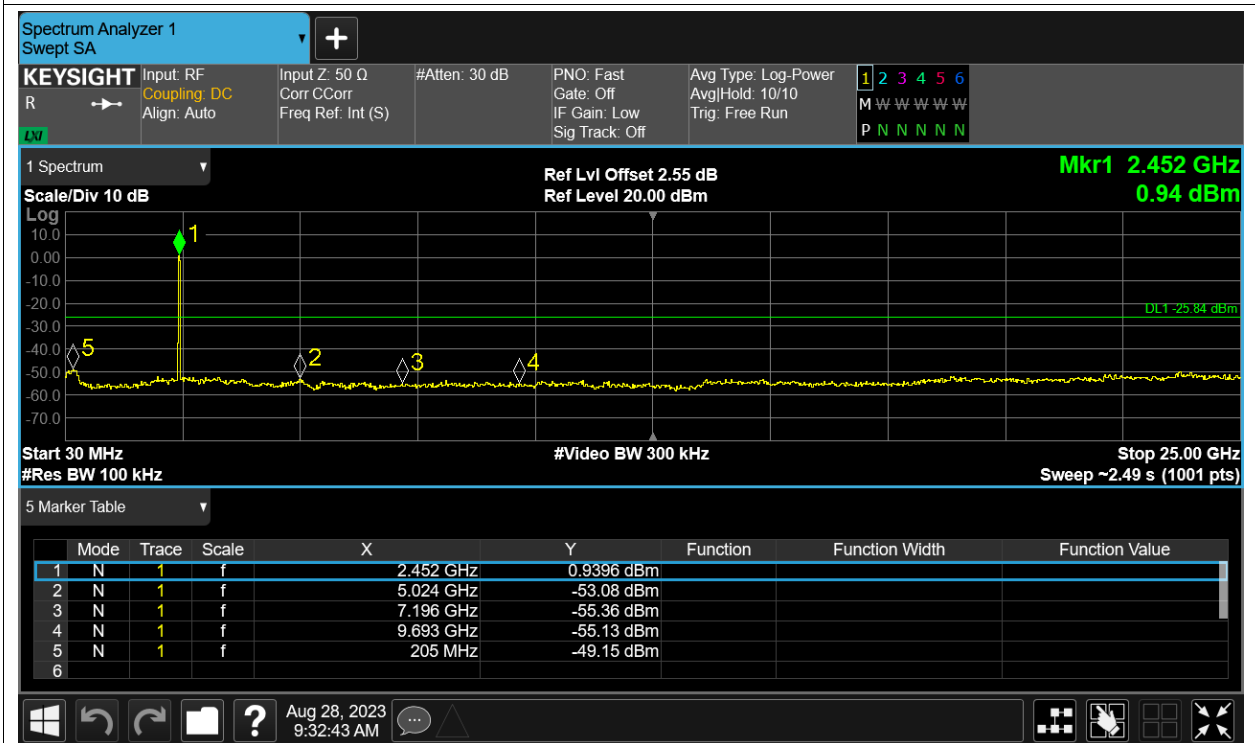 Spectrum Analyzer 1
Swept SA
KEYSIGHT
R
LXI
Input: RF
Coupling: DC
Align: Auto
Input Z: 50 Ω
Corr CCorr
Freq Ref: Int (S)
#Atten: 30 dB
PNO: Fast
Gate: Off
IF Gain: Low
Sig Track: Off
Avg Type: Log-Power
Avg|Hold: 10/10
Trig: Free Run
1 2 3 4 5 6
M W W W W W
P N N N N N
1 Spectrum
Scale/Div 10 dB
Ref Lvl Offset 2.55 dB
Ref Level 20.00 dBm
Mkr1 2.452 GHz
0.94 dBm
Log
10.0
0.00
-10.0
-20.0
-30.0
-40.0
-50.0
-60.0
-70.0
1
DL1 -25.84 dBm
5
2
3
4
Start 30 MHz
#Video BW 300 kHz
Stop 25.00 GHz
#Res BW 100 kHz
Sweep ~2.49 s (1001 pts)
5 Marker Table
Mode Trace Scale X Y Function Function Width Function Value
1 N 1 f 2.452 GHz 0.9396 dBm
2 N 1 f 5.024 GHz -53.08 dBm
3 N 1 f 7.196 GHz -55.36 dBm
4 N 1 f 9.693 GHz -55.13 dBm
5 N 1 f 205 MHz -49.15 dBm
6
?
Aug 28, 2023
9:32:43 AM